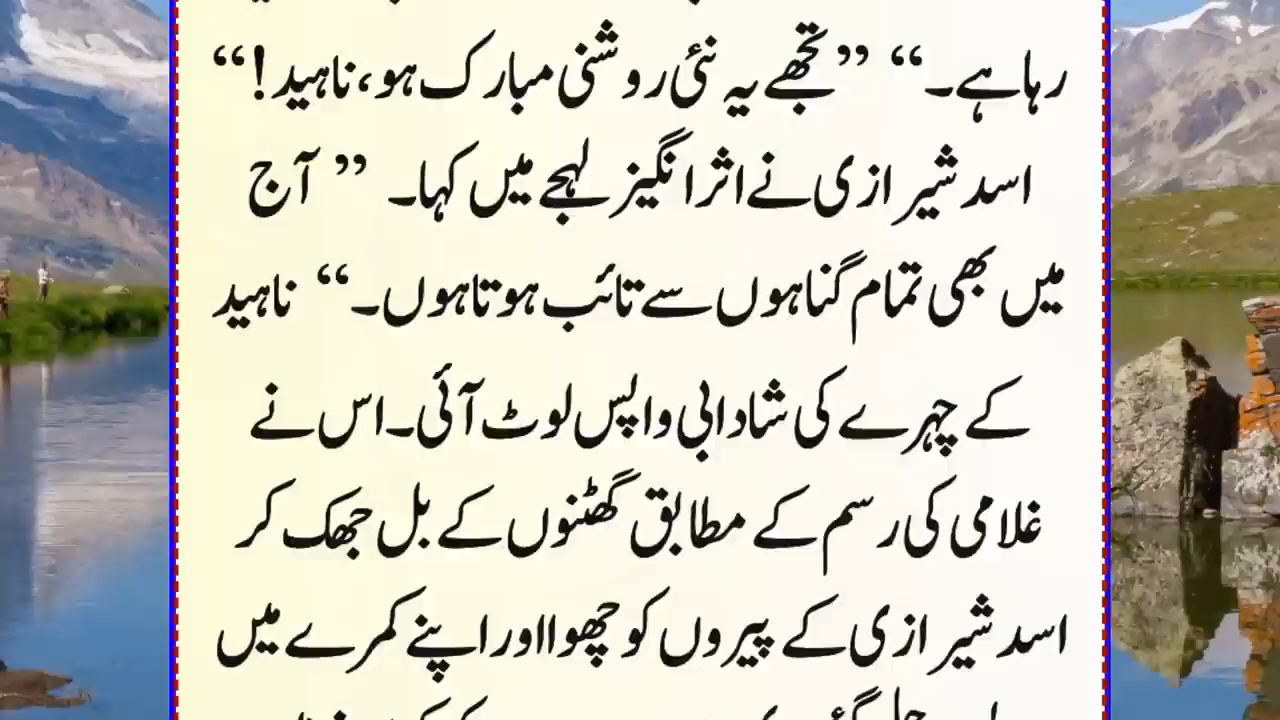 رہا ہے۔“ ”تجھے یہ نئی روشنی مبارک ہو، ناہید!“
اسد شیرازی نے اثر انگیز لہجے میں کہا۔ ” آج
میں بھی تمام گناہوں سے تائب ہوتا ہوں۔“ ناہید
کے چہرے کی شادابی واپس لوٹ آئی۔ اس نے
غلامی کی رسم کے مطابق گھٹنوں کے بل جھک کر
اسد شیرازی کے پیروں کو چھوا اور اپنے کمرے میں